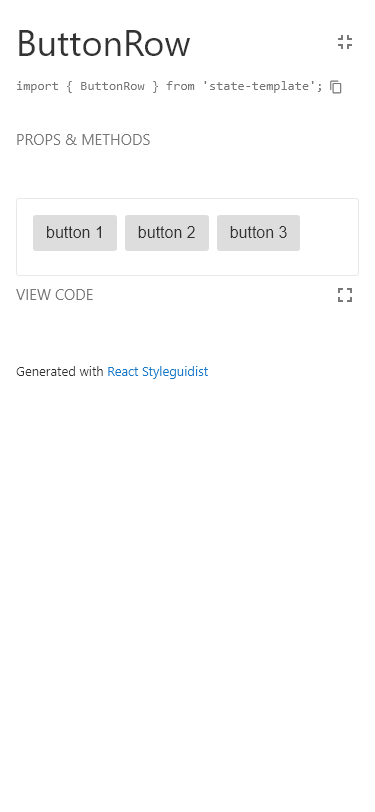 ButtonRow
import { ButtonRow } from 'state-template';
PROPS & METHODS
button 1 button 2 button 3
VIEW CODE
Generated with React Styleguidist